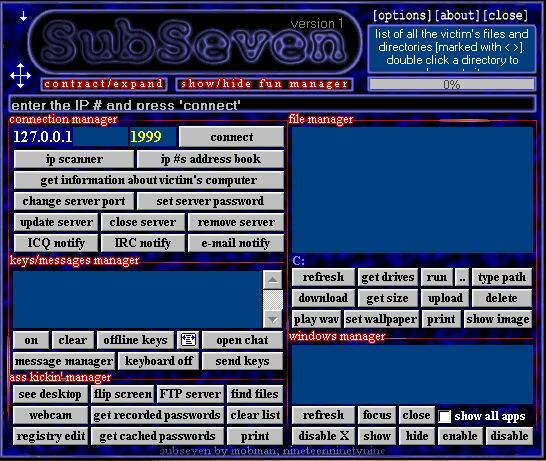 SubSeven
version 1
[options] [about] [close]
list of all the victim's files and
directories [marked with < >].
double click a directory to
contract/expand
show/hide fun manager
0%
enter the IP # and press 'connect'
connection manager
127.0.0.1 1999 connect
ip scanner ip #s address book
get information about victim's computer
change server port set server password
update server close server remove server
ICQ notify IRC notify e-mail notify
keys/messages manager
on clear offline keys open chat
message manager keyboard off send keys
ass kickin' manager
see desktop flip screen FTP server find files
webcam get recorded passwords clear list
registry edit get cached passwords print
file manager
C:
refresh get drives run .. type path
download get size upload delete
play wav set wallpaper print show image
windows manager
refresh focus close show all apps
disable X show hide enable disable
subseven by mobman; nineteenninetynine